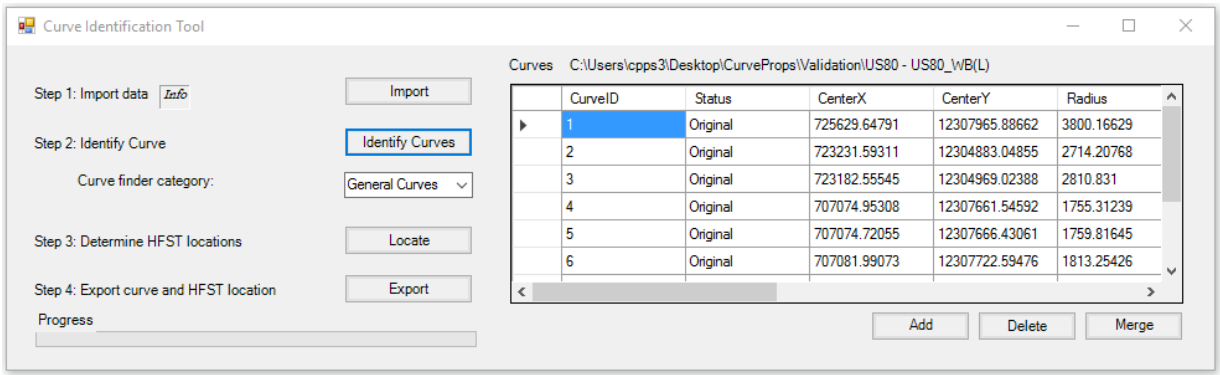 Curve Identification Tool
Step 1: Import data Info Import
Step 2: Identify Curve Identify Curves
Curve finder category: General Curves
Step 3: Determine HFST locations Locate
Step 4: Export curve and HFST location Export
Progress
Curves C:\Users\cpps3\Desktop\CurveProps\Validation\US80 - US80_WB(L)
CurveID Status CenterX CenterY Radius
1 Original 725629.64791 12307965.88662 3800.16629
2 Original 723231.59311 12304883.04855 2714.20768
3 Original 723182.55545 12304969.02388 2810.831
4 Original 707074.95308 12307661.54592 1755.31239
5 Original 707074.72055 12307666.43061 1759.81645
6 Original 707081.99073 12307722.59476 1813.25426
Add Delete Merge